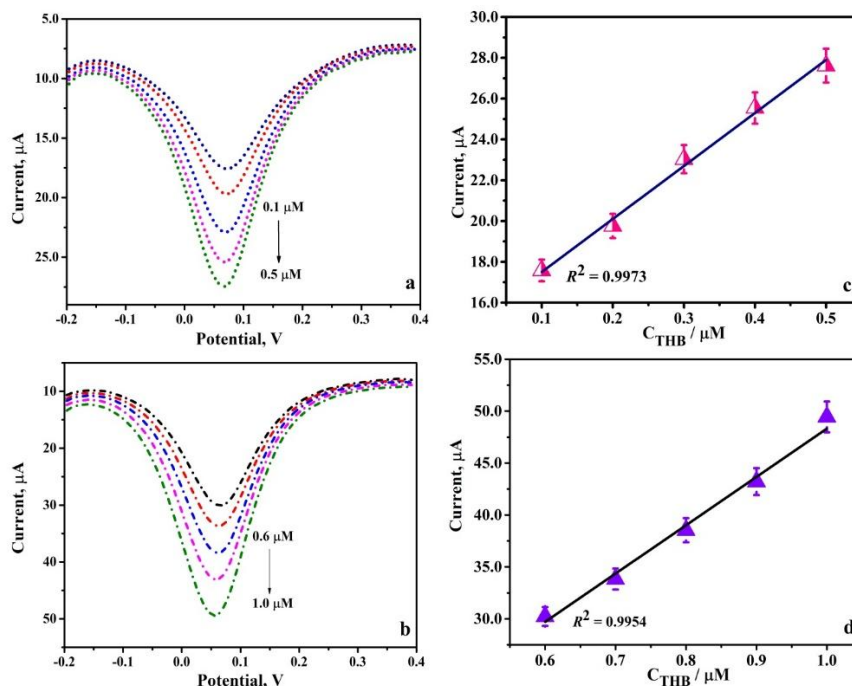 5.0
10.0
15.0
20.0
25.0
Current, μA
0.1 μM
0.5 μM
a
-0.2 -0.1 0.0 0.1 0.2 0.3 0.4
Potential, V
30.0
28.0
26.0
24.0
22.0
20.0
18.0
16.0
Current, μA
R² = 0.9973
c
0.1 0.2 0.3 0.4 0.5
C_THB / μM
10
20
30
40
50
Current, μA
0.6 μM
1.0 μM
b
-0.2 -0.1 0.0 0.1 0.2 0.3 0.4
Potential, V
55.0
50.0
45.0
40.0
35.0
30.0
Current, μA
R² = 0.9954
d
0.6 0.7 0.8 0.9 1.0
C_THB / μM